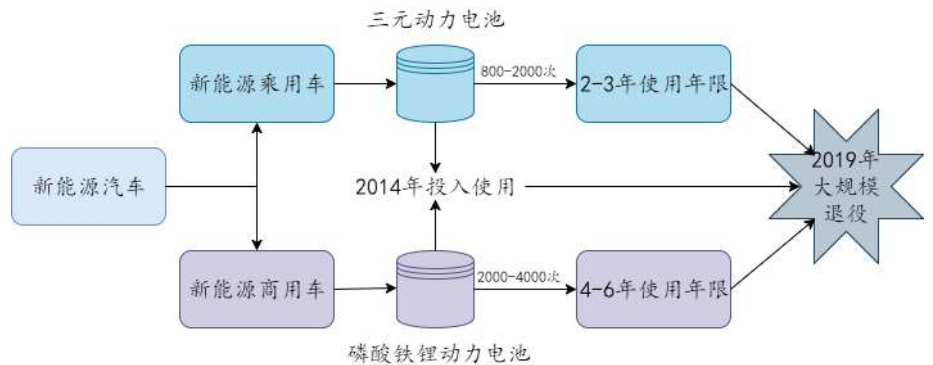 三元动力电池
新能源乘用车
800-2000次
2-3年使用年限
新能源汽车
2014年投入使用
2019年
大规模
退役
新能源商用车
2000-4000次
4-6年使用年限
磷酸铁锂动力电池